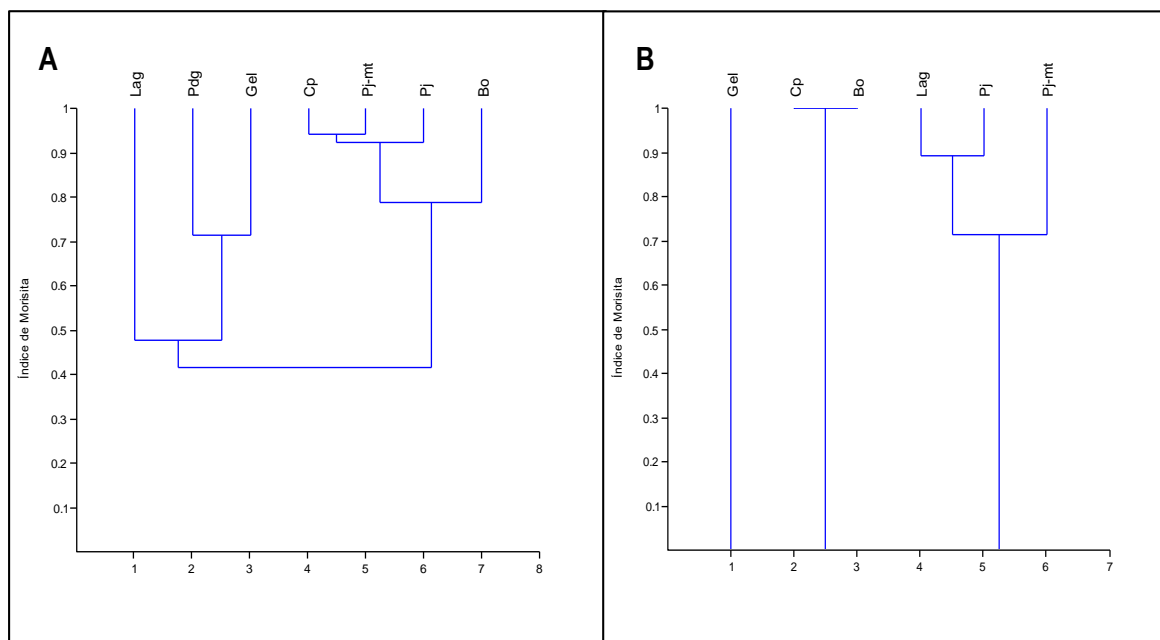 A
Lag
Pdg
Gel
Cp
Pj-mt
Pj
Bo
1
0.9
0.8
0.7
0.6
0.5
0.4
0.3
0.2
0.1
Índice de Morisita
1 2 3 4 5 6 7 8
B
Gel
Cp
Bo
Lag
Pj
Pj-mt
1
0.9
0.8
0.7
0.6
0.5
0.4
0.3
0.2
0.1
Índice de Morisita
1 2 3 4 5 6 7